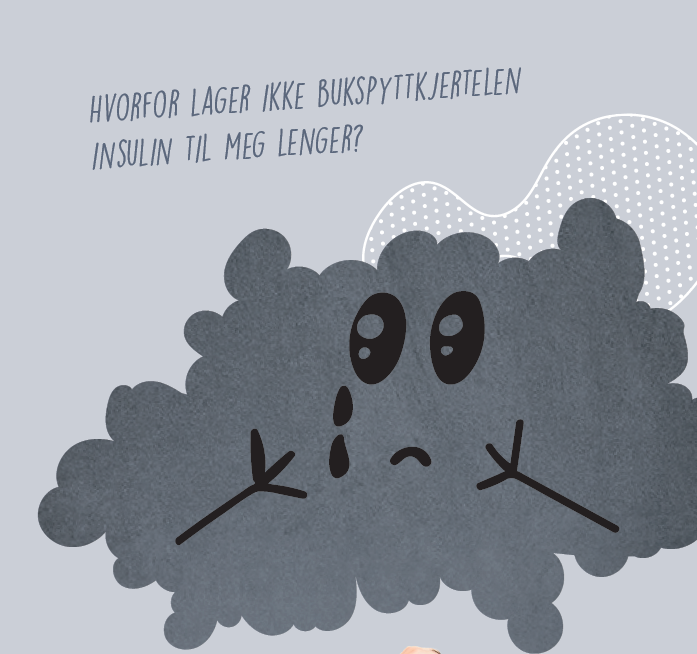 HVORFOR LAGER IKKE BUKSPYTTKJERTELEN
INSULIN TIL MEG LENGER?